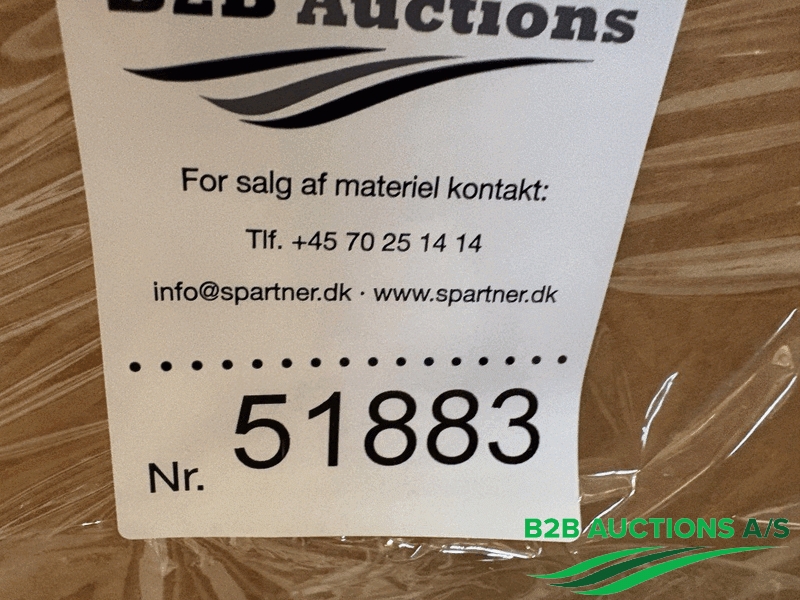 B2B Auctions
For salg af materiel kontakt:
Tlf. +45 70 25 14 14
info@spartner.dk · www.spartner.dk
Nr. 51883
B2B AUCTIONS A/S